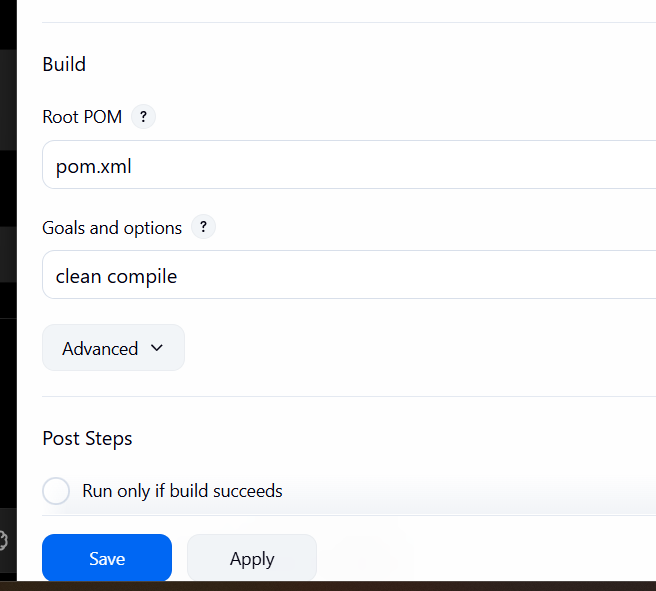 Build
Root POM ?
pom.xml
Goals and options ?
clean compile
Advanced
Post Steps
Run only if build succeeds
Save Apply